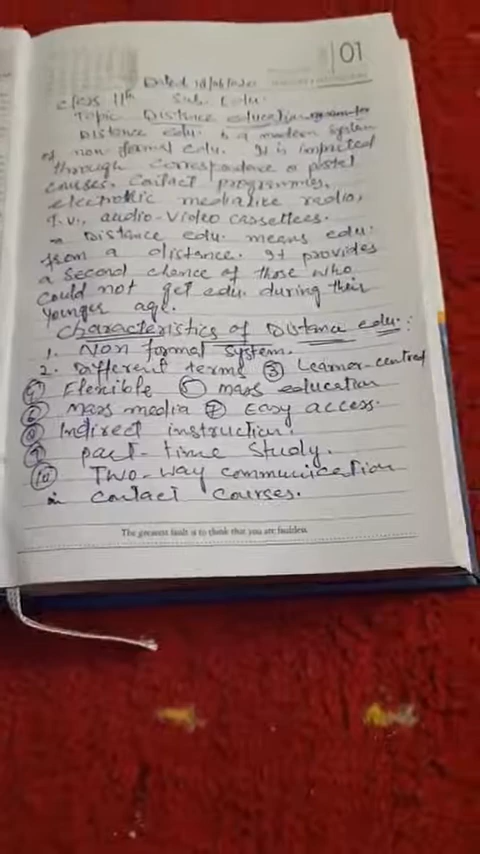 01
Dated
Class 11th Sub. Edu.
Topic Distance education
Distance edu. is a modern system
of non formal edu. It is imparted
through correspondence or postel
courses. Contact programmes,
electronic media like radio,
T.V., audio-video cassettees.
Distance edu. means edu.
from a distance. It provides
a second chance of those who
could not get edu. during their
younger age.
Characteristics of Distance edu.:
1. Non formal system.
2. Different terms ③ Learner-centred
④ Flexible ⑤ mass education
⑥ mass media ⑦ Easy access.
⑧ Indirect instruction.
⑨ part-time Study.
⑩ Two-way communication
in contact courses.
The greatest fault is to think that you are faultless.